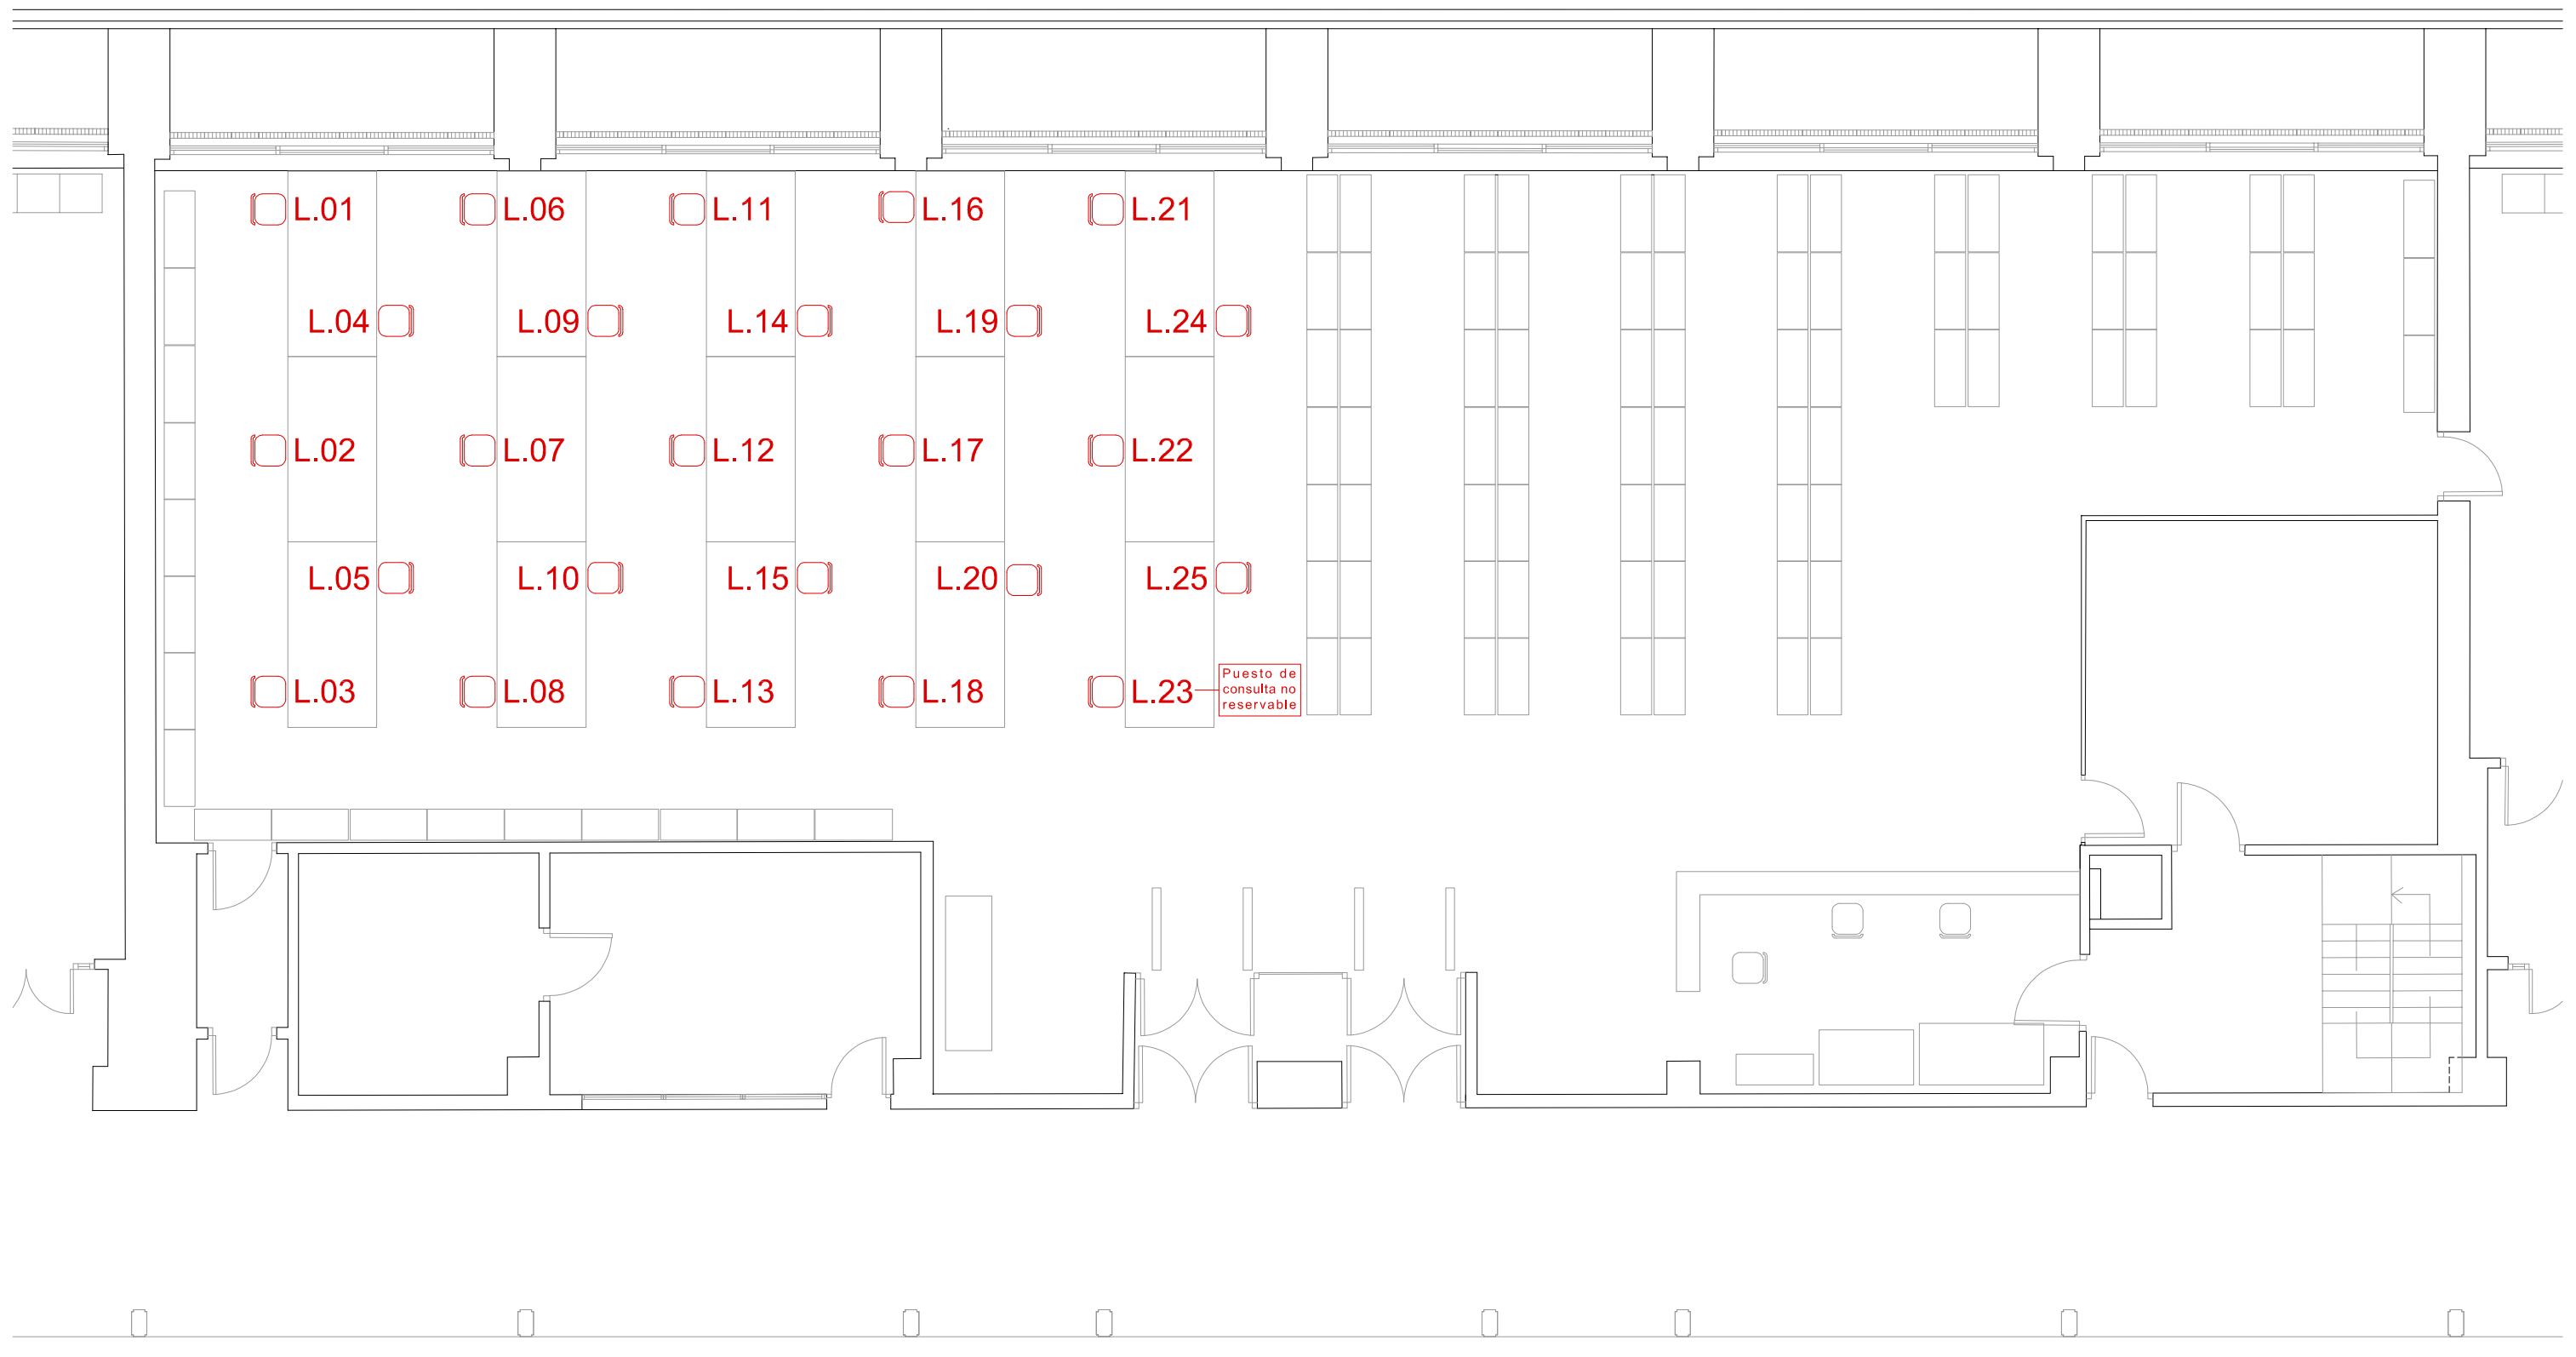 L.01 L.06 L.11 L.16 L.21
L.04 L.09 L.14 L.19 L.24
L.02 L.07 L.12 L.17 L.22
L.05 L.10 L.15 L.20 L.25
L.03 L.08 L.13 L.18 L.23
Puesto de
consulta no
reservable